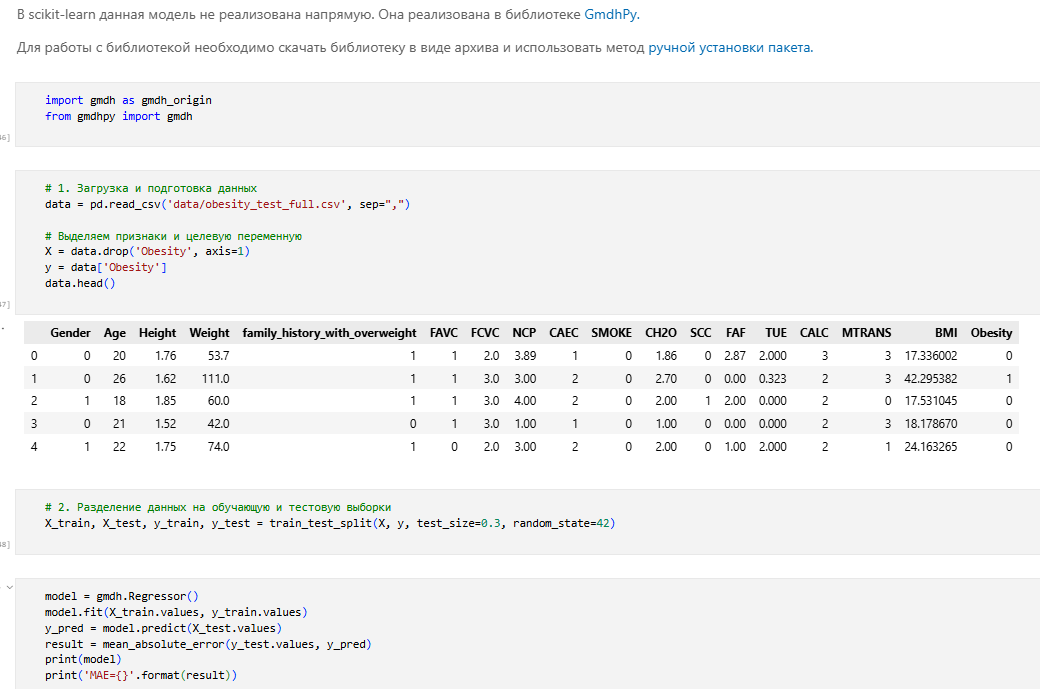 В scikit-learn данная модель не реализована напрямую. Она реализована в библиотеке GmdhPy.
Для работы с библиотекой необходимо скачать библиотеку в виде архива и использовать метод ручной установки пакета.
import gmdh as gmdh_origin
from gmdhpy import gmdh
46]
# 1. Загрузка и подготовка данных
data = pd.read_csv('data/obesity_test_full.csv', sep=",")
# Выделяем признаки и целевую переменную
X = data.drop('Obesity', axis=1)
y = data['Obesity']
data.head()
47]
Gender Age Height Weight family_history_with_overweight FAVC FCVC NCP CAEC SMOKE CH2O SCC FAF TUE CALC MTRANS BMI Obesity
0 0 20 1.76 53.7 1 1 2.0 3.89 1 0 1.86 0 2.87 2.000 3 3 17.336002 0
1 0 26 1.62 111.0 1 1 3.0 3.00 2 0 2.70 0 0.00 0.323 2 3 42.295382 1
2 1 18 1.85 60.0 1 1 3.0 4.00 2 0 2.00 1 2.00 0.000 2 0 17.531045 0
3 0 21 1.52 42.0 0 1 3.0 1.00 1 0 1.00 0 0.00 0.000 2 3 18.178670 0
4 1 22 1.75 74.0 1 0 2.0 3.00 2 0 2.00 0 1.00 2.000 2 1 24.163265 0
# 2. Разделение данных на обучающую и тестовую выборки
X_train, X_test, y_train, y_test = train_test_split(X, y, test_size=0.3, random_state=42)
48]
model = gmdh.Regressor()
model.fit(X_train.values, y_train.values)
y_pred = model.predict(X_test.values)
result = mean_absolute_error(y_test.values, y_pred)
print(model)
print('MAE={}'.format(result))